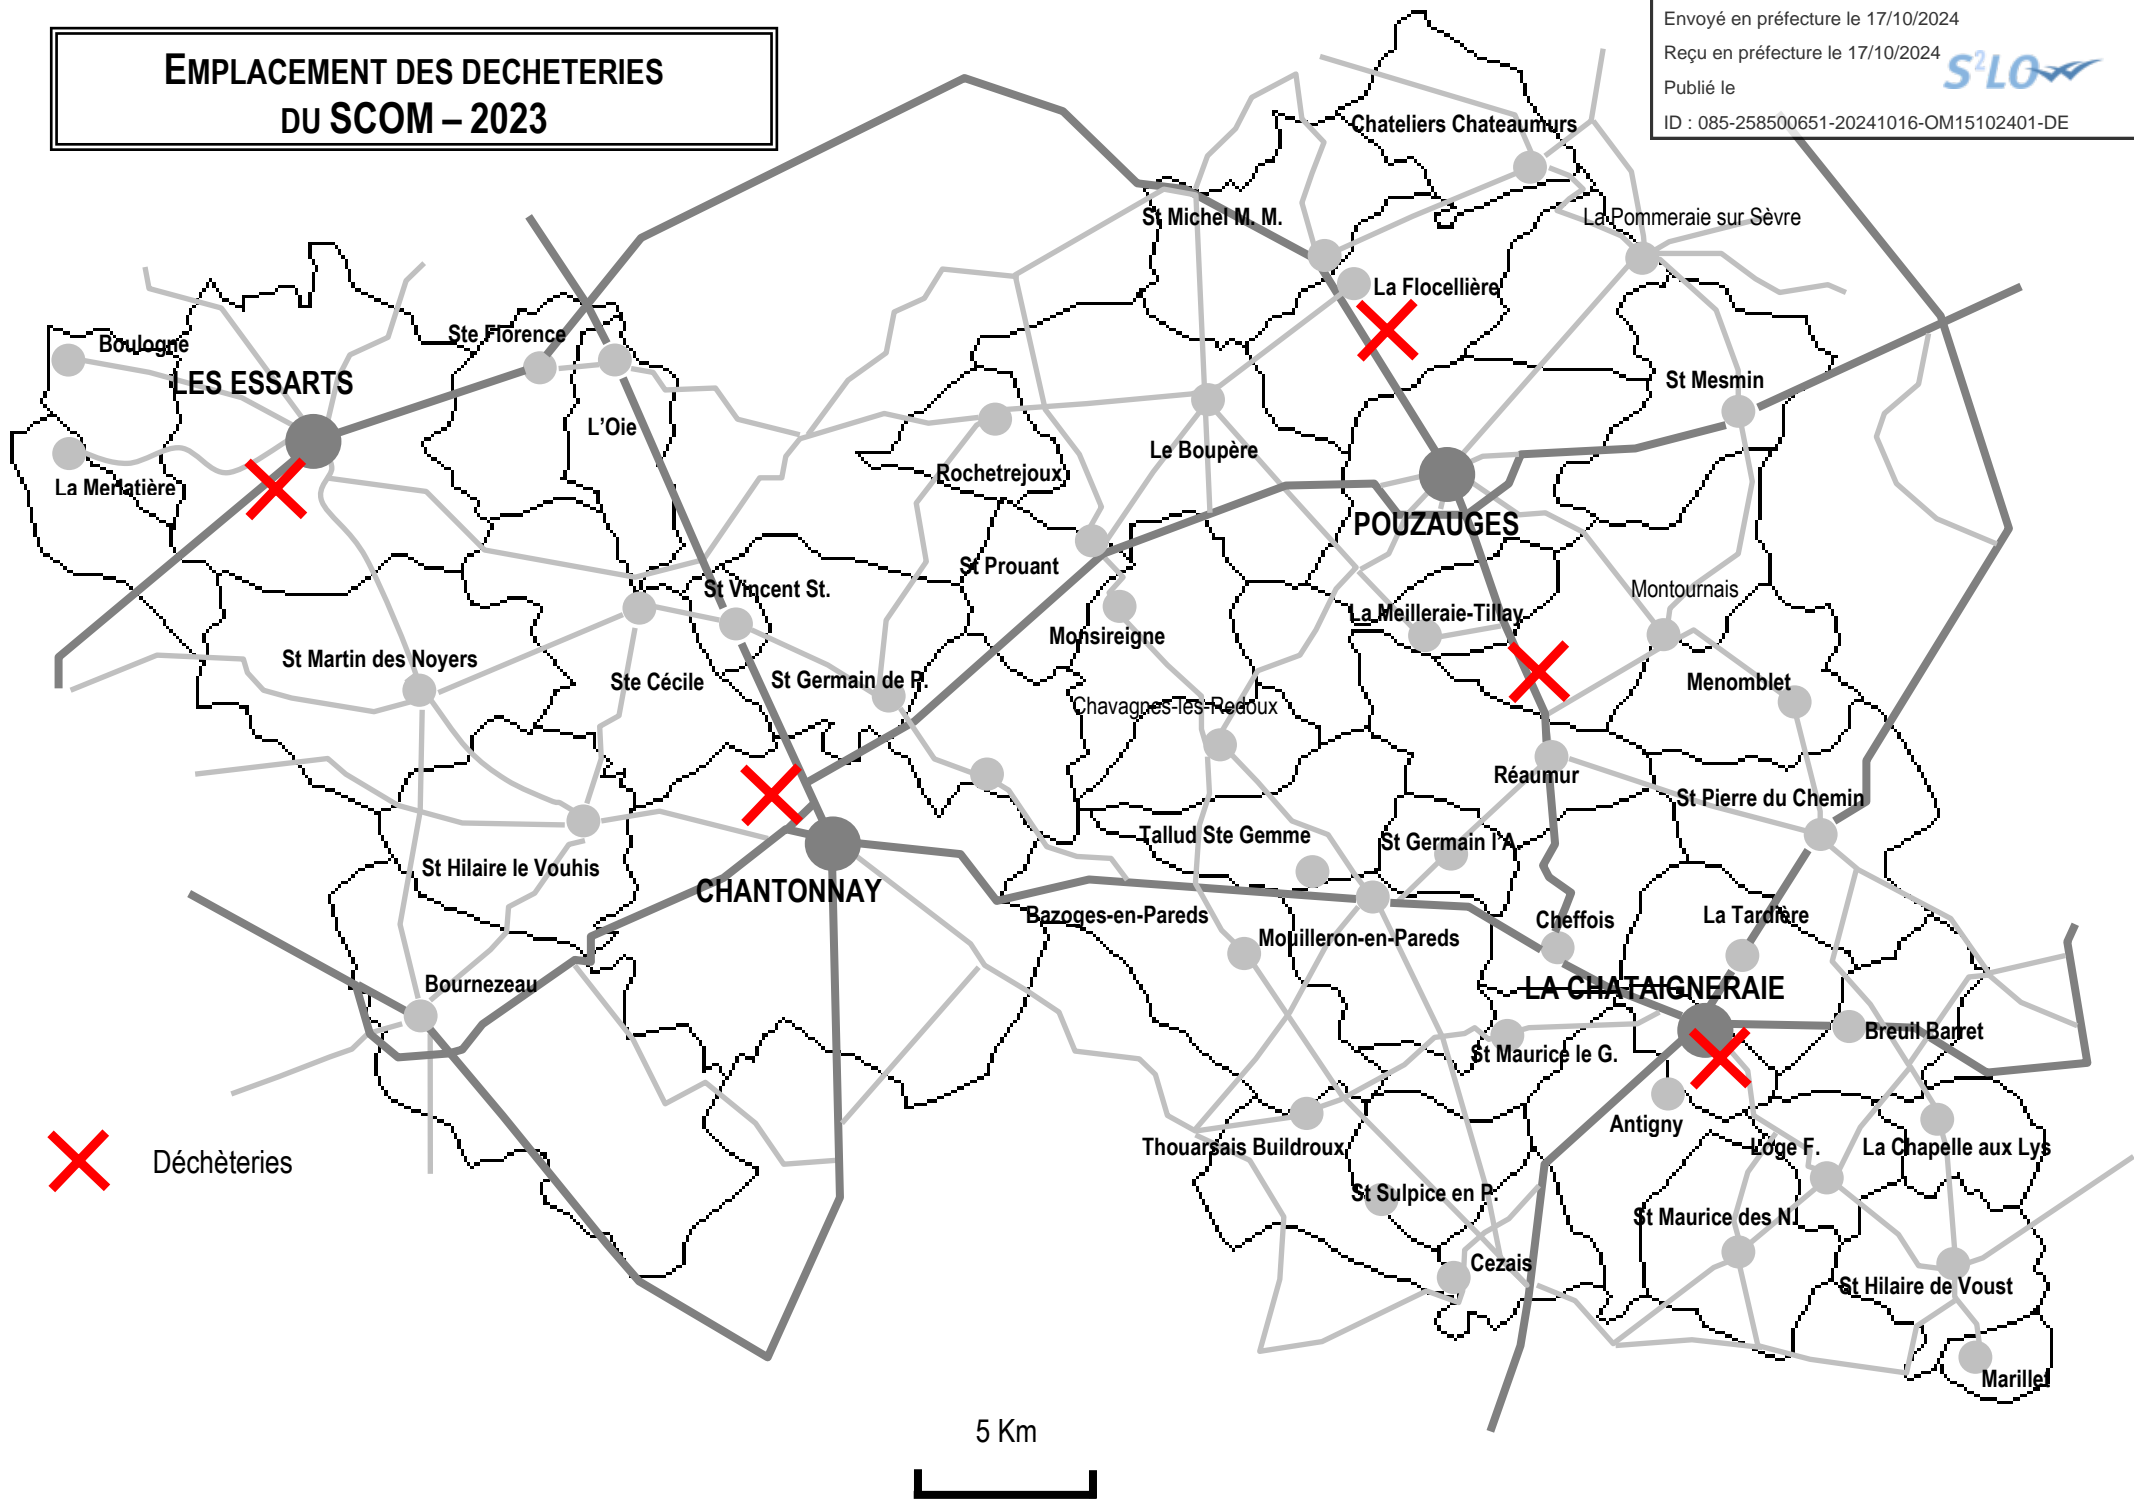 EMPLACEMENT DES DECHETERIES
DU SCOM – 2023
Envoyé en préfecture le 17/10/2024
Reçu en préfecture le 17/10/2024
S²LO
Publié le
ID : 085-258500651-20241016-OM15102401-DE
Chateliers Chateaumurs
St Michel M. M.
La Pommeraie sur Sèvre
La Flocellière
Ste Florence
Boulogne
LES ESSARTS
St Mesmin
L'Oie
Le Boupère
Rochetrejoux
La Merlatière
POUZAUGES
St Prouant
St Vincent St.
Montournais
La Meilleraie-Tillay
Monsireigne
St Martin des Noyers
Ste Cécile
St Germain de P.
Menomblet
Chavagnes-les-Redoux
Réaumur
St Pierre du Chemin
Tallud Ste Gemme
St Germain l'A
St Hilaire le Vouhis
CHANTONNAY
Bazoges-en-Pareds
Cheffois
La Tardière
Mouilleron-en-Pareds
Bournezeau
LA CHATAIGNERAIE
Breuil Barret
St Maurice le G.
Antigny
Thouarsais Buildroux
Loge F.
La Chapelle aux Lys
Déchèteries
St Sulpice en P.
St Maurice des N.
Cezais
St Hilaire de Voust
Marillet
5 Km